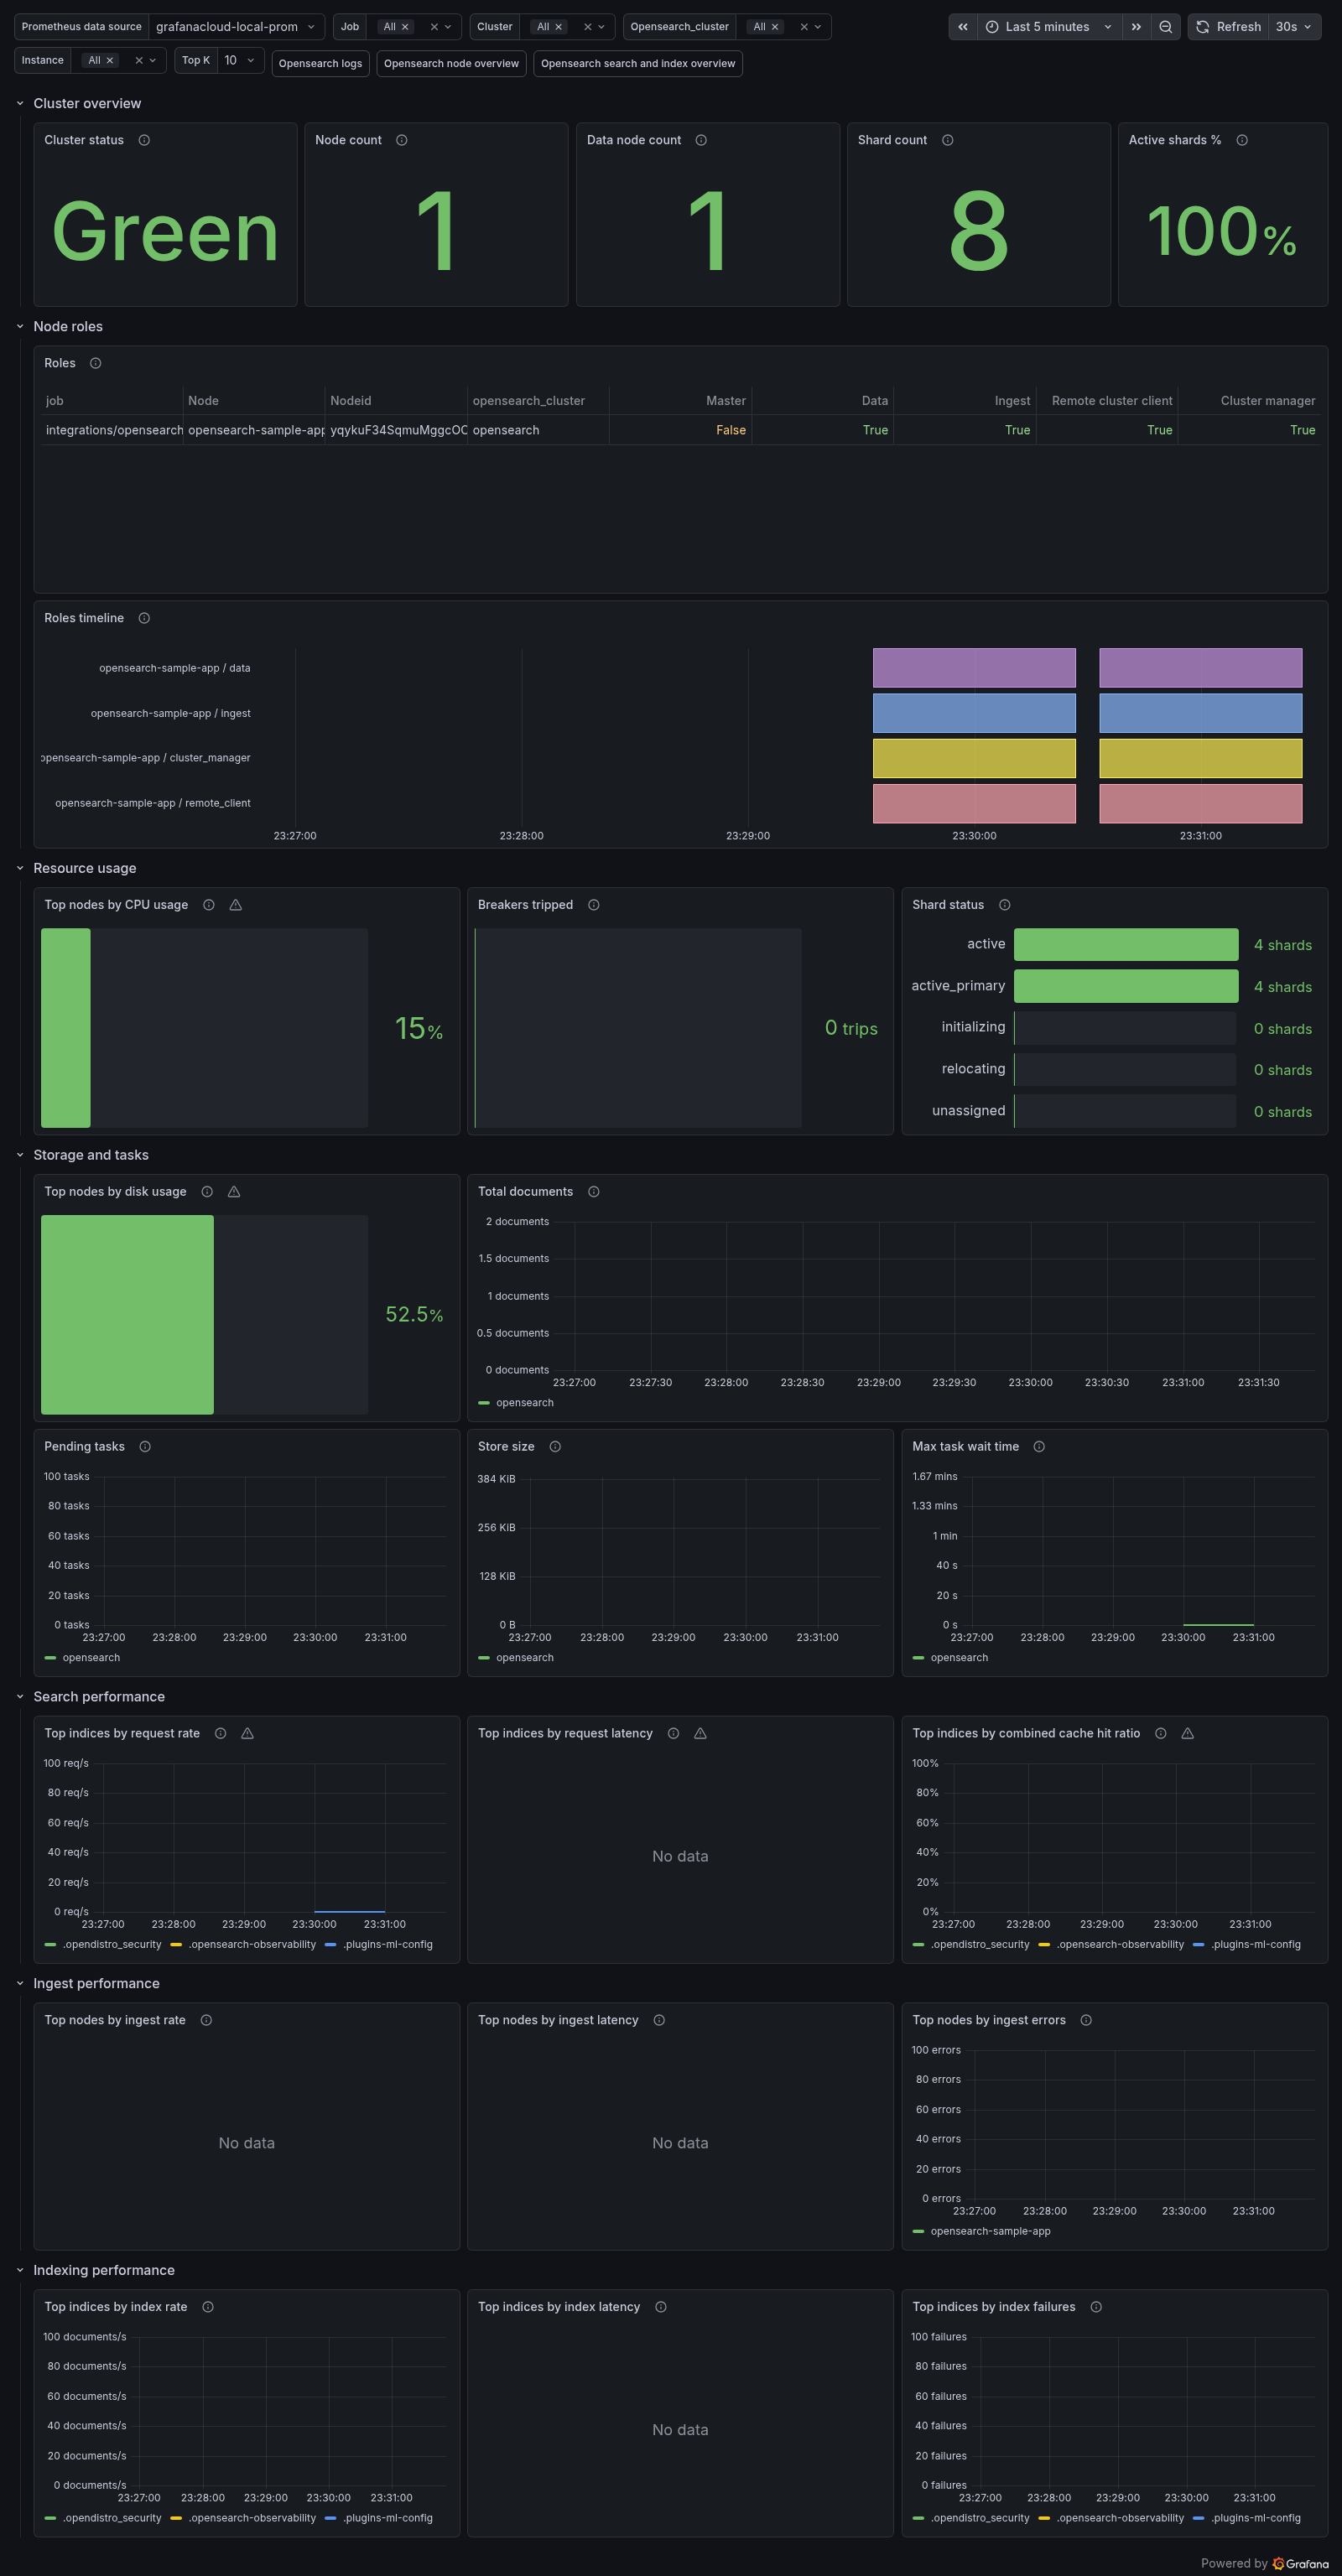 Prometheus data source grafanacloud-local-prom Job All Cluster All Opensearch_cluster All Last 5 minutes Refresh 30s
Instance All Top K 10 Opensearch logs Opensearch node overview Opensearch search and index overview
Cluster overview
Cluster status Node count Data node count Shard count Active shards %
Green 1 1 8 100%
Node roles
Roles
job Node Nodeid opensearch_cluster Master Data Ingest Remote cluster client Cluster manager
integrations/opensearch opensearch-sample-app yqykuF34SqmuMggcOC opensearch False True True True True
Roles timeline
opensearch-sample-app / data
opensearch-sample-app / ingest
opensearch-sample-app / cluster_manager
opensearch-sample-app / remote_client
23:27:00 23:28:00 23:29:00 23:30:00 23:31:00
Resource usage
Top nodes by CPU usage
15%
Breakers tripped
0 trips
Shard status
active 4 shards
active_primary 4 shards
initializing 0 shards
relocating 0 shards
unassigned 0 shards
Storage and tasks
Top nodes by disk usage
52.5%
Total documents
2 documents
1.5 documents
1 documents
0.5 documents
0 documents
23:27:00 23:27:30 23:28:00 23:28:30 23:29:00 23:29:30 23:30:00 23:30:30 23:31:00 23:31:30
opensearch
Pending tasks
100 tasks
80 tasks
60 tasks
40 tasks
20 tasks
0 tasks
23:27:00 23:28:00 23:29:00 23:30:00 23:31:00
opensearch
Store size
384 KiB
256 KiB
128 KiB
0 B
23:27:00 23:28:00 23:29:00 23:30:00 23:31:00
opensearch
Max task wait time
1.67 mins
1.33 mins
1 min
40 s
20 s
0 s
23:27:00 23:28:00 23:29:00 23:30:00 23:31:00
opensearch
Search performance
Top indices by request rate
100 req/s
80 req/s
60 req/s
40 req/s
20 req/s
0 req/s
23:27:00 23:28:00 23:29:00 23:30:00 23:31:00
.opendistro_security .opensearch-observability .plugins-ml-config
Top indices by request latency
No data
Top indices by combined cache hit ratio
100%
80%
60%
40%
20%
0%
23:27:00 23:28:00 23:29:00 23:30:00 23:31:00
.opendistro_security .opensearch-observability .plugins-ml-config
Ingest performance
Top nodes by ingest rate
No data
Top nodes by ingest latency
No data
Top nodes by ingest errors
100 errors
80 errors
60 errors
40 errors
20 errors
0 errors
23:27:00 23:28:00 23:29:00 23:30:00 23:31:00
opensearch-sample-app
Indexing performance
Top indices by index rate
100 documents/s
80 documents/s
60 documents/s
40 documents/s
20 documents/s
0 documents/s
23:27:00 23:28:00 23:29:00 23:30:00 23:31:00
.opendistro_security .opensearch-observability .plugins-ml-config
Top indices by index latency
No data
Top indices by index failures
100 failures
80 failures
60 failures
40 failures
20 failures
0 failures
23:27:00 23:28:00 23:29:00 23:30:00 23:31:00
.opendistro_security .opensearch-observability .plugins-ml-config
Powered by Grafana